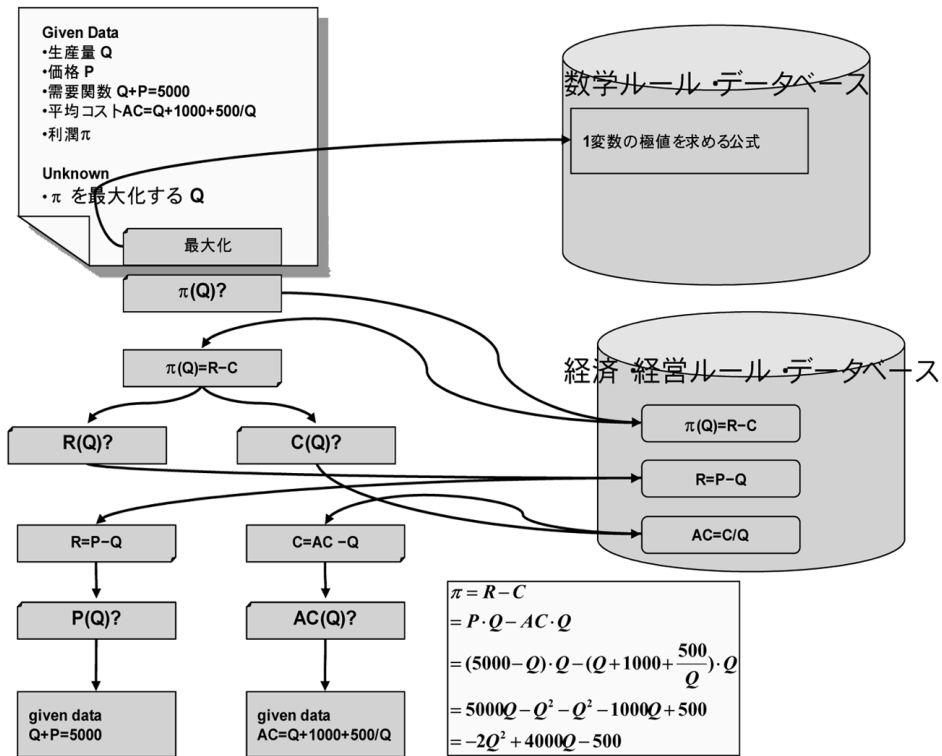 Given Data
•生産量 Q
•価格 P
•需要関数 Q+P=5000
•平均コストAC=Q+1000+500/Q
•利潤π
Unknown
•π を最大化する Q
最大化
π(Q)?
数学ルール・データベース
1変数の極値を求める公式
π(Q)=R−C
R(Q)?
C(Q)?
経済・経営ルール・データベース
π(Q)=R−C
R=P−Q
AC=C/Q
R=P−Q
C=AC −Q
P(Q)?
AC(Q)?
given data
Q+P=5000
given data
AC=Q+1000+500/Q
π = R − C
= P·Q − AC·Q
= (5000−Q)·Q − (Q+1000+500/Q)·Q
= 5000Q − Q² − Q² − 1000Q + 500
= −2Q² + 4000Q − 500